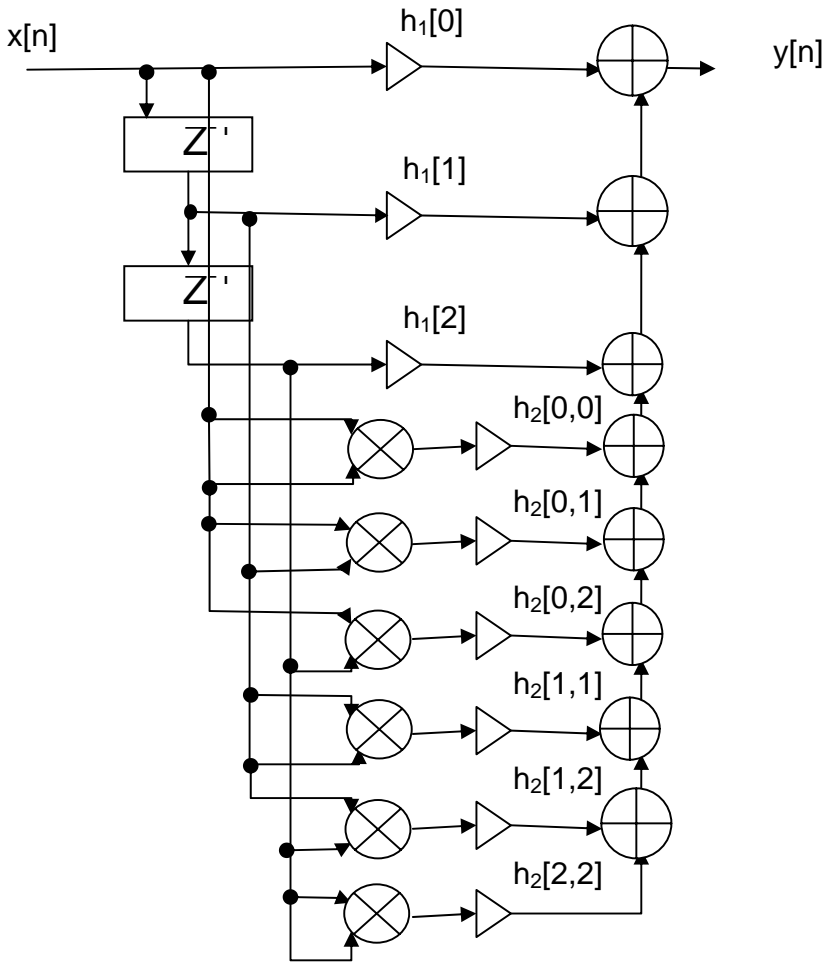 x[n]
h₁[0]
y[n]
Z⁻¹
h₁[1]
Z⁻¹
h₁[2]
h₂[0,0]
h₂[0,1]
h₂[0,2]
h₂[1,1]
h₂[1,2]
h₂[2,2]